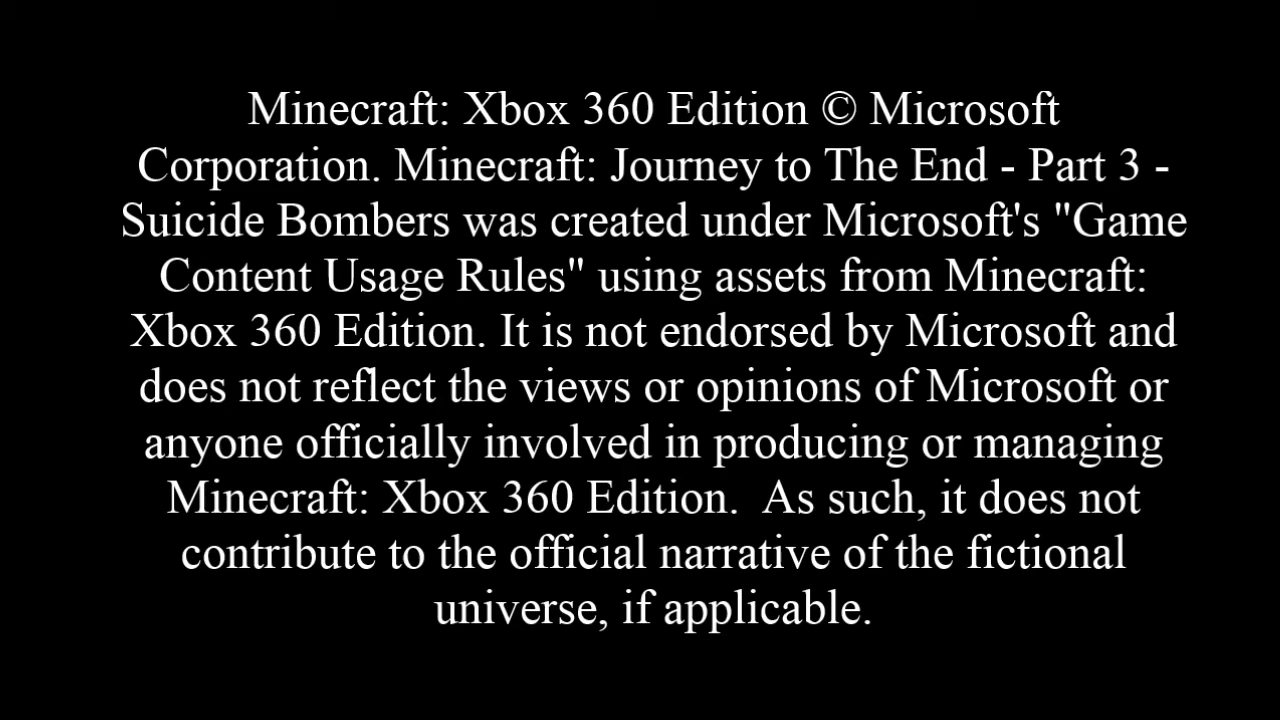 Minecraft: Xbox 360 Edition © Microsoft
Corporation. Minecraft: Journey to The End - Part 3 -
Suicide Bombers was created under Microsoft's "Game
Content Usage Rules" using assets from Minecraft:
Xbox 360 Edition. It is not endorsed by Microsoft and
does not reflect the views or opinions of Microsoft or
anyone officially involved in producing or managing
Minecraft: Xbox 360 Edition.  As such, it does not
contribute to the official narrative of the fictional
universe, if applicable.